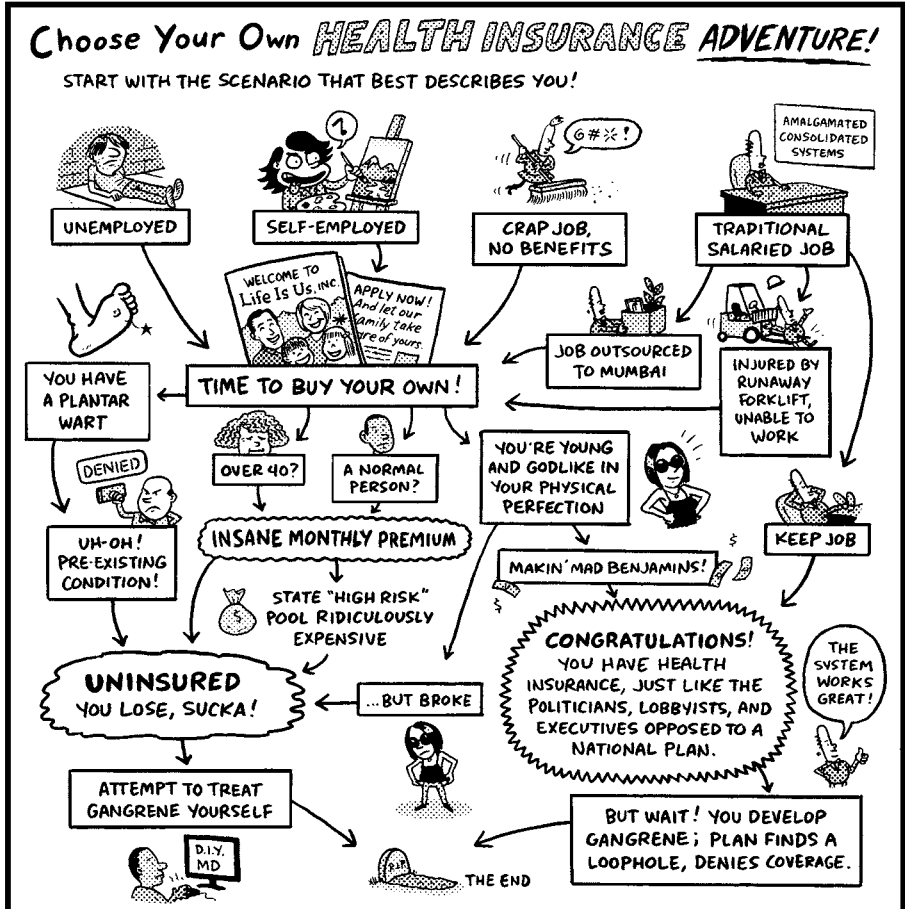 Choose Your Own HEALTH INSURANCE ADVENTURE!
START WITH THE SCENARIO THAT BEST DESCRIBES YOU!
UNEMPLOYED
SELF-EMPLOYED
?
CRAP JOB,
NO BENEFITS
@#※!
TRADITIONAL
SALARIED JOB
AMALGAMATED
CONSOLIDATED
SYSTEMS
WELCOME TO
Life Is Us, INC.
APPLY NOW!
And let our
family take
care of yours.
JOB OUTSOURCED
TO MUMBAI
INJURED BY
RUNAWAY
FORKLIFT,
UNABLE TO
WORK
TIME TO BUY YOUR OWN!
YOU HAVE
A PLANTAR
WART
OVER 40?
A NORMAL
PERSON?
YOU'RE YOUNG
AND GODLIKE IN
YOUR PHYSICAL
PERFECTION
KEEP JOB
DENIED
UH-OH!
PRE-EXISTING
CONDITION!
INSANE MONTHLY PREMIUM
MAKIN' MAD BENJAMINS!
$
$
$
STATE "HIGH RISK"
POOL RIDICULOUSLY
EXPENSIVE
CONGRATULATIONS!
YOU HAVE HEALTH
INSURANCE, JUST LIKE THE
POLITICIANS, LOBBYISTS, AND
EXECUTIVES OPPOSED TO A
NATIONAL PLAN.
THE
SYSTEM
WORKS
GREAT!
UNINSURED
YOU LOSE, SUCKA!
...BUT BROKE
ATTEMPT TO TREAT
GANGRENE YOURSELF
BUT WAIT! YOU DEVELOP
GANGRENE; PLAN FINDS A
LOOPHOLE, DENIES COVERAGE.
D.I.Y.
MD
R.I.P.
THE END